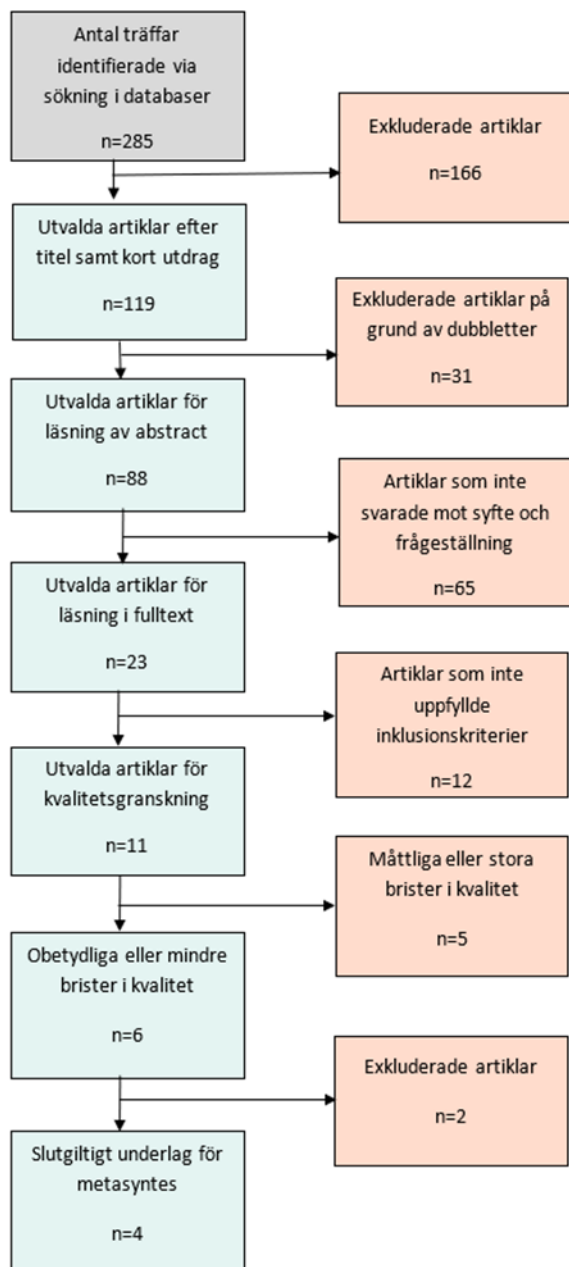 Antal träffar
identifierade via
sökning i databaser
n=285
Exkluderade artiklar
n=166
Utvalda artiklar efter
titel samt kort utdrag
n=119
Exkluderade artiklar på
grund av dubbletter
n=31
Utvalda artiklar för
läsning av abstract
n=88
Artiklar som inte
svarade mot syfte och
frågeställning
n=65
Utvalda artiklar för
läsning i fulltext
n=23
Artiklar som inte
uppfyllde
inklusionskriterier
n=12
Utvalda artiklar för
kvalitetsgranskning
n=11
Måttliga eller stora
brister i kvalitet
n=5
Obetydliga eller mindre
brister i kvalitet
n=6
Exkluderade artiklar
n=2
Slutgiltigt underlag för
metasyntes
n=4